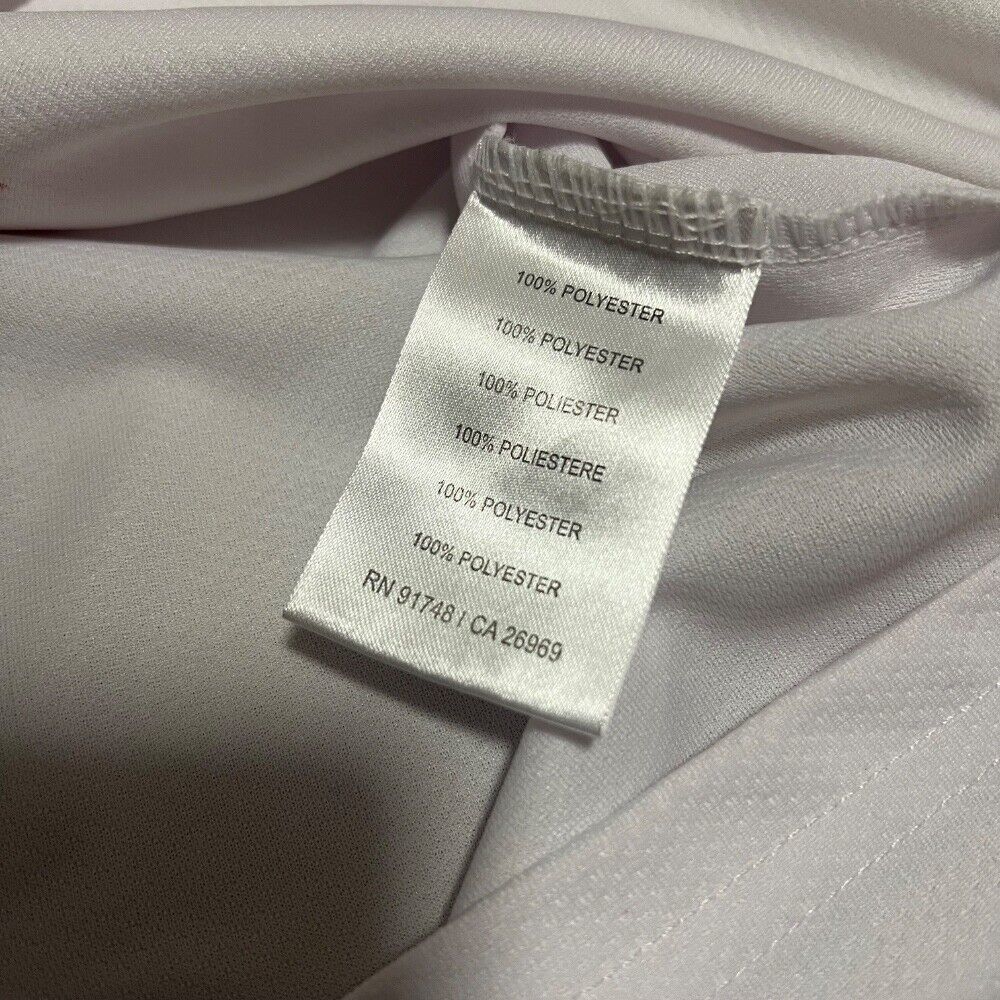 100% POLYESTER
100% POLYESTER
100% POLIESTER
100% POLIESTERE
100% POLYESTER
100% POLYESTER
RN 91748 / CA 26969